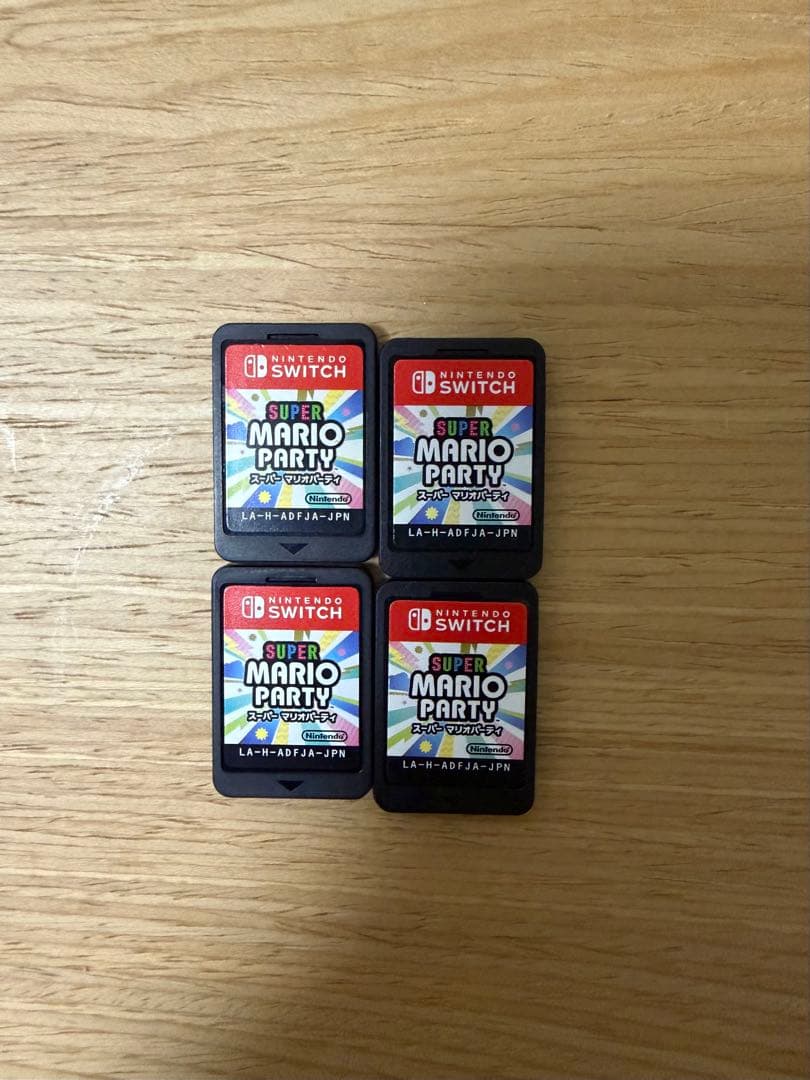 NINTENDO
SWITCH
SUPER
MARIO
PARTY
スーパー マリオパーティ
Nintendo
LA-H-ADFJA-JPN
NINTENDO
SWITCH
SUPER
MARIO
PARTY
スーパー マリオパーティ
Nintendo
LA-H-ADFJA-JPN
NINTENDO
SWITCH
SUPER
MARIO
PARTY
スーパー マリオパーティ
Nintendo
LA-H-ADFJA-JPN
NINTENDO
SWITCH
SUPER
MARIO
PARTY
スーパー マリオパーティ
Nintendo
LA-H-ADFJA-JPN